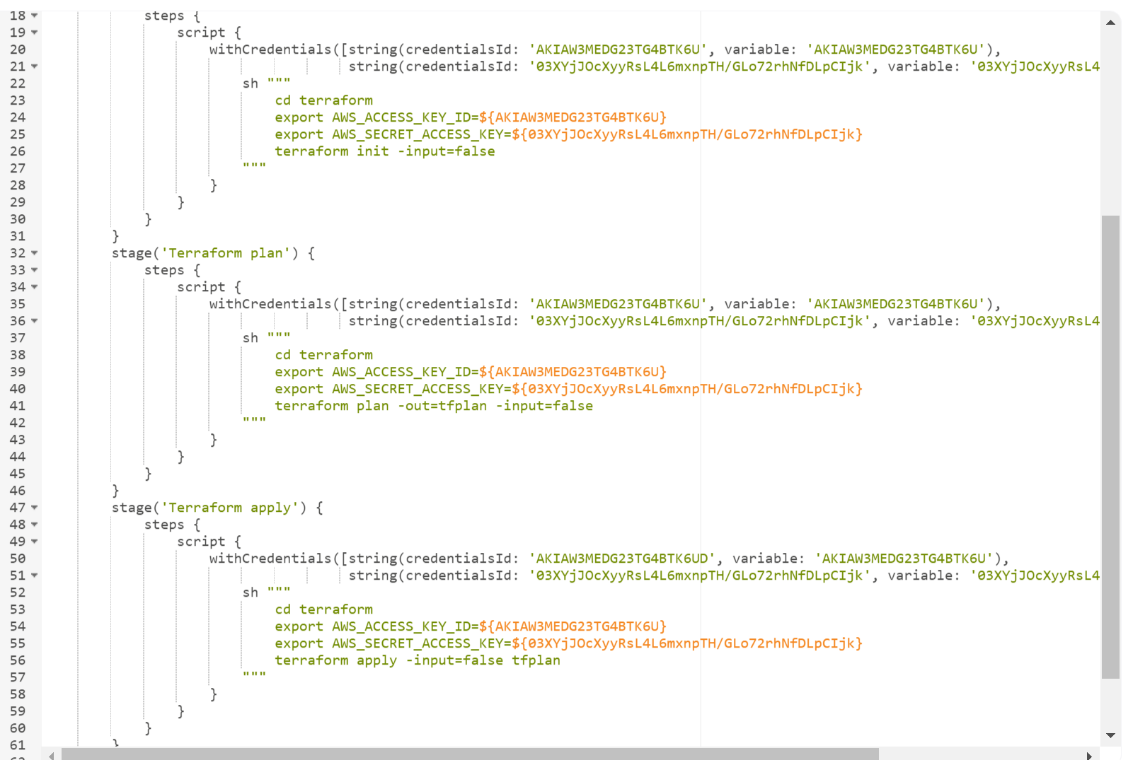 18 steps {
19 script {
20 withCredentials([string(credentialsId: 'AKIAW3MEDG23TG4BTK6U', variable: 'AKIAW3MEDG23TG4BTK6U'),
21 string(credentialsId: '03XYjJOcXyyRsL4L6mxnpTH/GLo72rhNfDLpCIjk', variable: '03XYjJOcXyyRsL4
22 sh """
23 cd terraform
24 export AWS_ACCESS_KEY_ID=${AKIAW3MEDG23TG4BTK6U}
25 export AWS_SECRET_ACCESS_KEY=${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}
26 terraform init -input=false
27 """
28 }
29 }
30 }
31 }
32 stage('Terraform plan') {
33 steps {
34 script {
35 withCredentials([string(credentialsId: 'AKIAW3MEDG23TG4BTK6U', variable: 'AKIAW3MEDG23TG4BTK6U'),
36 string(credentialsId: '03XYjJOcXyyRsL4L6mxnpTH/GLo72rhNfDLpCIjk', variable: '03XYjJOcXyyRsL4
37 sh """
38 cd terraform
39 export AWS_ACCESS_KEY_ID=${AKIAW3MEDG23TG4BTK6U}
40 export AWS_SECRET_ACCESS_KEY=${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}
41 terraform plan -out=tfplan -input=false
42 """
43 }
44 }
45 }
46 }
47 stage('Terraform apply') {
48 steps {
49 script {
50 withCredentials([string(credentialsId: 'AKIAW3MEDG23TG4BTK6UD', variable: 'AKIAW3MEDG23TG4BTK6U'),
51 string(credentialsId: '03XYjJOcXyyRsL4L6mxnpTH/GLo72rhNfDLpCIjk', variable: '03XYjJOcXyyRsL4
52 sh """
53 cd terraform
54 export AWS_ACCESS_KEY_ID=${AKIAW3MEDG23TG4BTK6U}
55 export AWS_SECRET_ACCESS_KEY=${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}
56 terraform apply -input=false tfplan
57 """
58 }
59 }
60 }
61 }